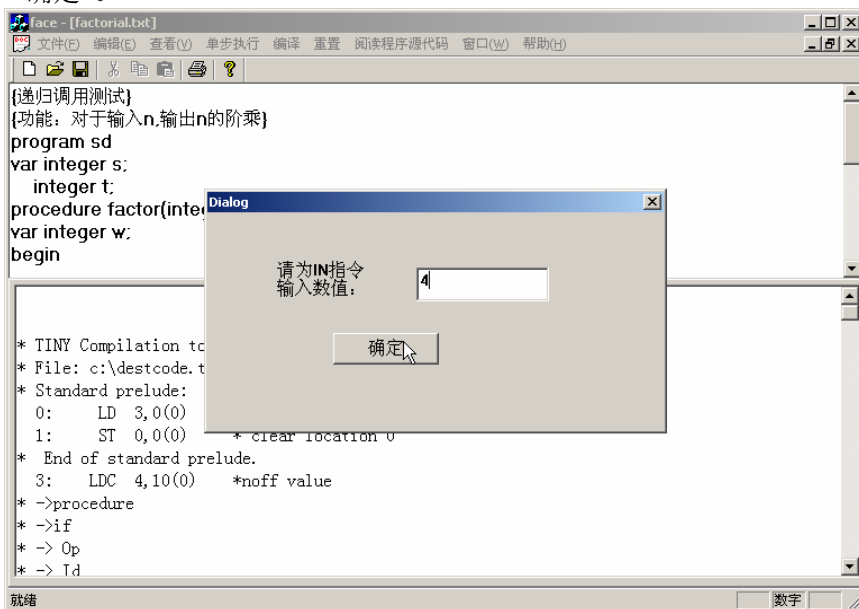 face - [factorial.txt]
文件(F) 编辑(E) 查看(V) 单步执行 编译 重置 阅读程序源代码 窗口(W) 帮助(H)
{递归调用测试}
{功能：对于输入n,输出n的阶乘}
program sd
var integer s;
integer t;
procedure factor(inte
var integer w;
begin
Dialog
请为IN指令
输入数值：
4
确定
* TINY Compilation to
* File: c:\destcode.t
* Standard prelude:
0: LD 3,0(0)
1: ST 0,0(0) * clear location 0
* End of standard prelude.
3: LDC 4,10(0) *noff value
* ->procedure
* ->if
* -> Op
* -> Id
就绪
数字